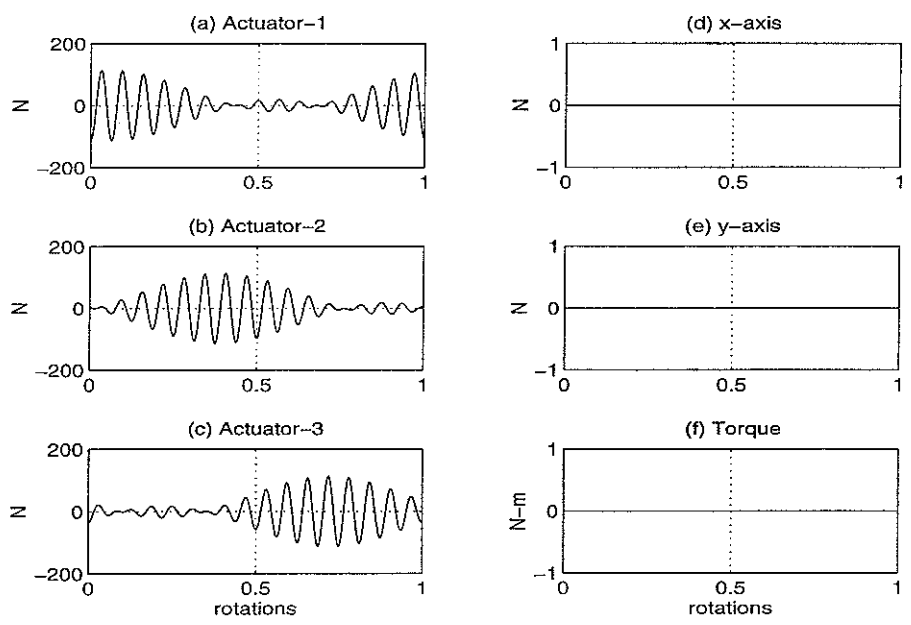 (a) Actuator-1
200
0
-200
N
0 0.5 1
(d) x-axis
1
0
-1
N
0 0.5 1
(b) Actuator-2
200
0
-200
N
0 0.5 1
(e) y-axis
1
0
-1
N
0 0.5 1
(c) Actuator-3
200
0
-200
N
0 0.5 1
rotations
(f) Torque
1
0
-1
N-m
0 0.5 1
rotations